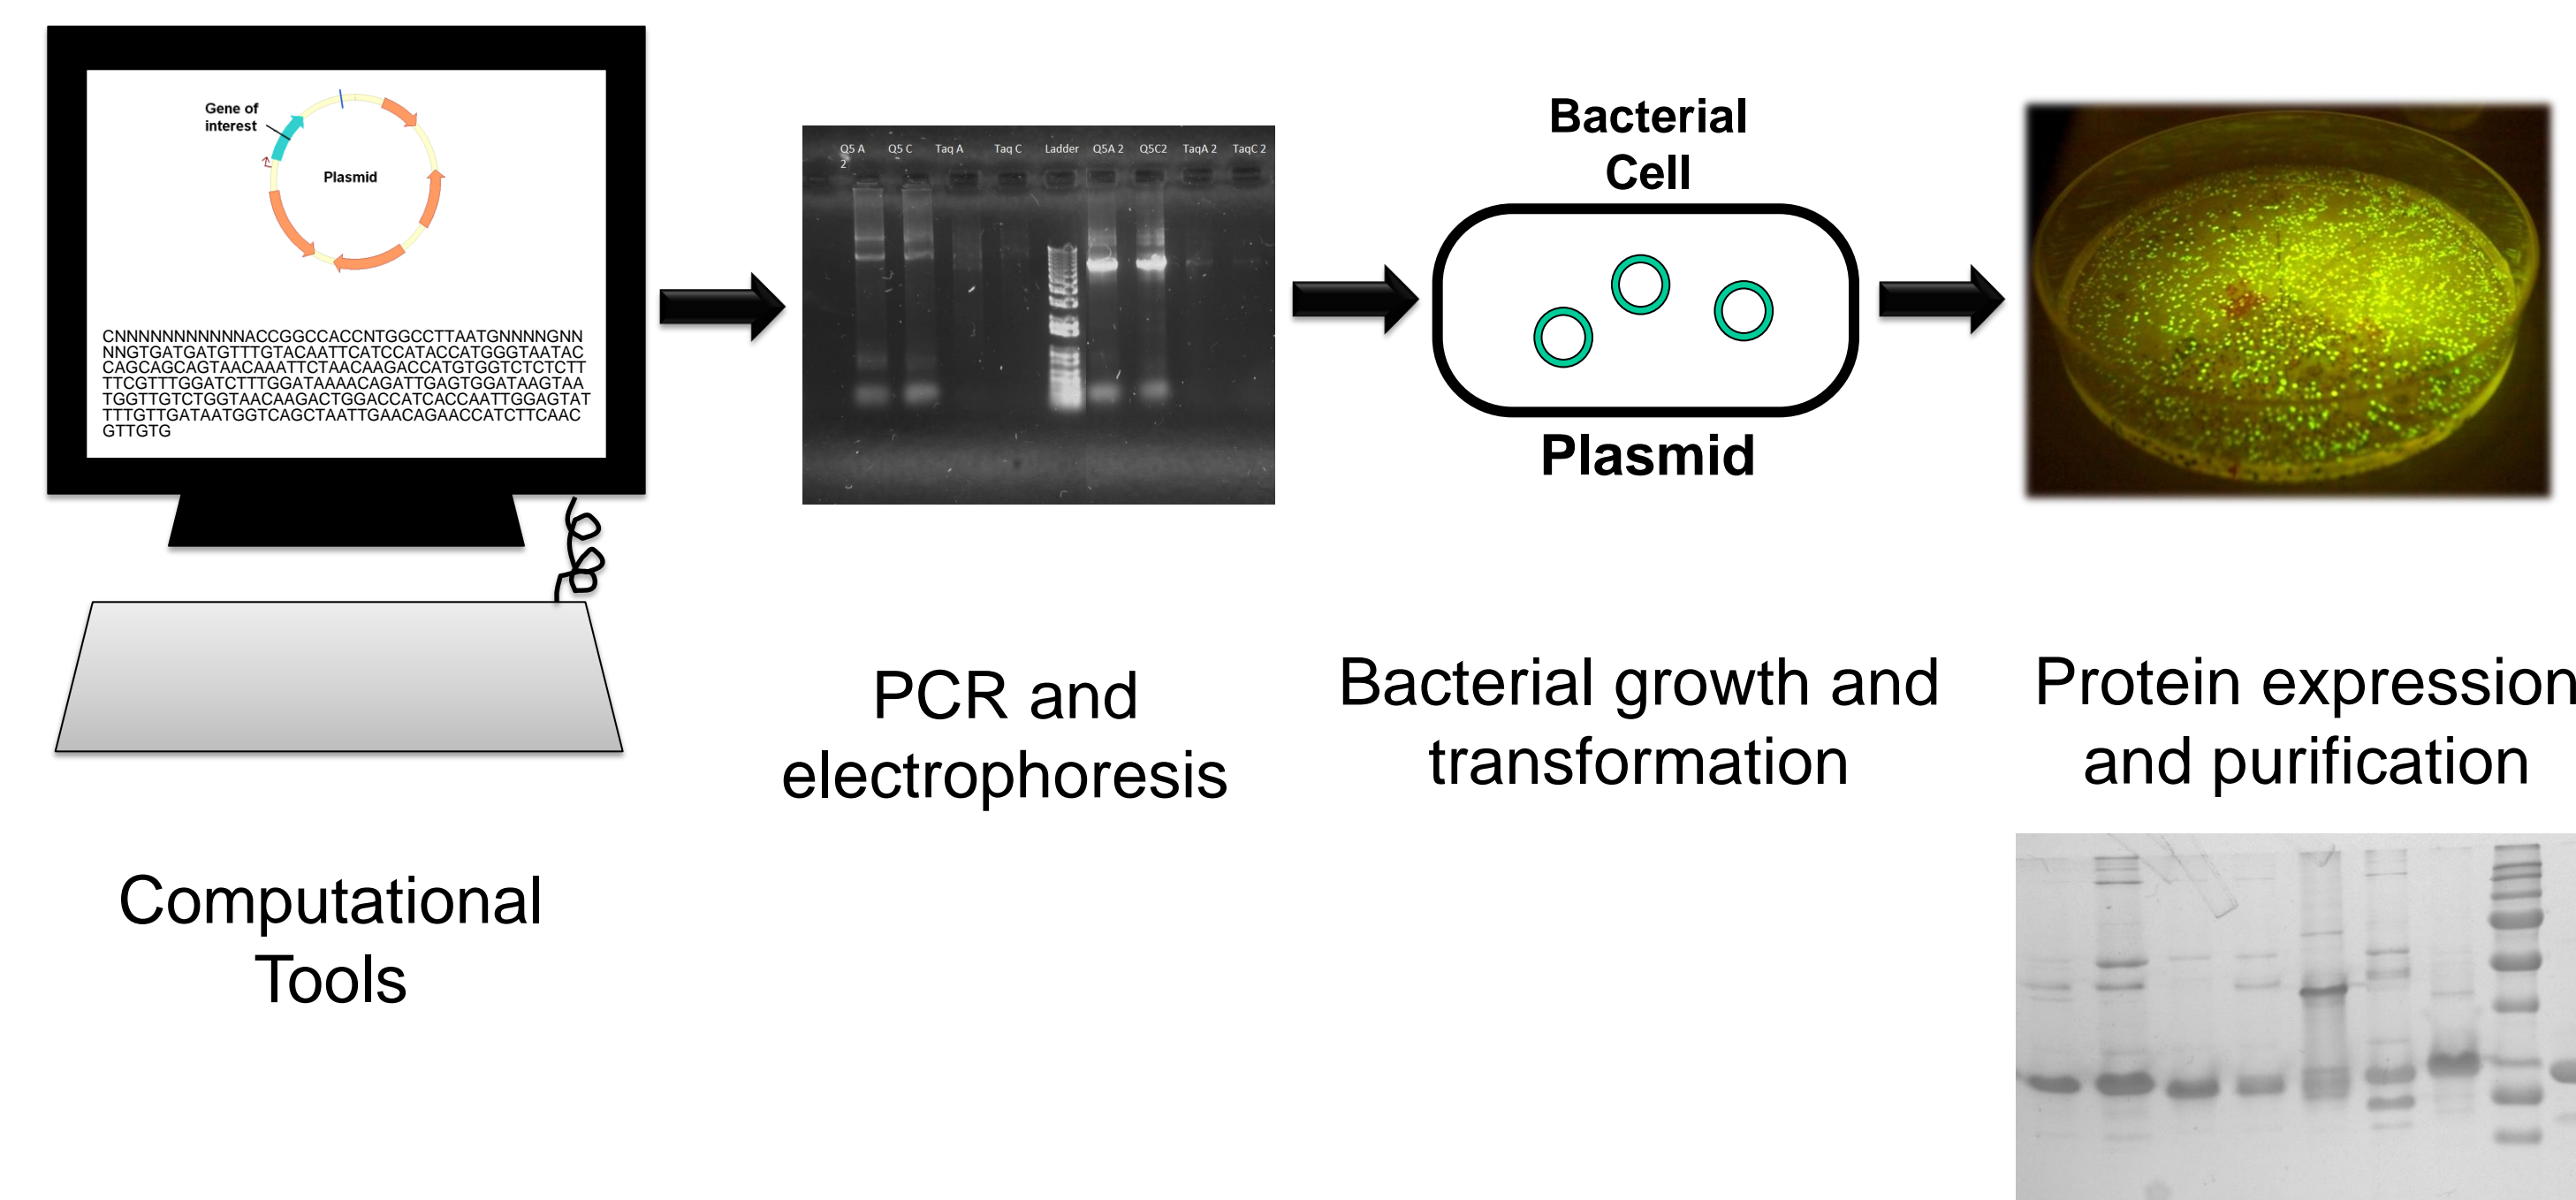 Gene of
interest
Plasmid
CNNNNNNNNNNNACCGGCCACCNTGGCCTTAATGNNNNGNN
NNGTGATGATGTTTGTACAATTCATCCATACCATGGGTAATAC
CAGCAGCAGTAACAAATTCTAACAAGACCATGTGGTCTCTCTT
TTCGTTTGGATCTTTGGATAAAACAGATTGAGTGGATAAGTAA
TGGTTGTCTGGTAACAAGACTGGACCATCACCAATTGGAGTAT
TTTGTTGATAATGGTCAGCTAATTGAACAGAACCATCTTCAAC
GTTGTG
Computational
Tools
Q5 A Q5 C Taq A Taq C Ladder Q5A 2 Q5C2 TaqA 2 TaqC 2
2
PCR and
electrophoresis
Bacterial
Cell
Plasmid
Bacterial growth and
transformation
Protein expression
and purification